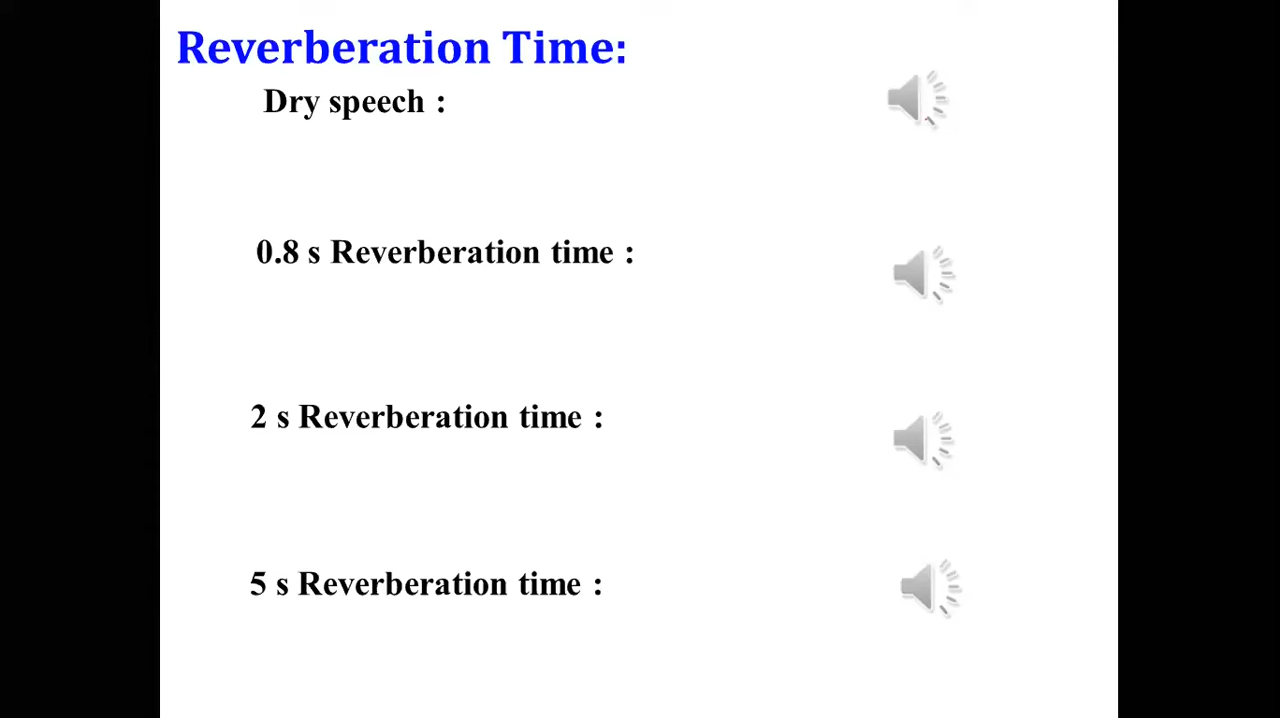 Reverberation Time:
Dry speech :
0.8 s Reverberation time :
2 s Reverberation time :
5 s Reverberation time :